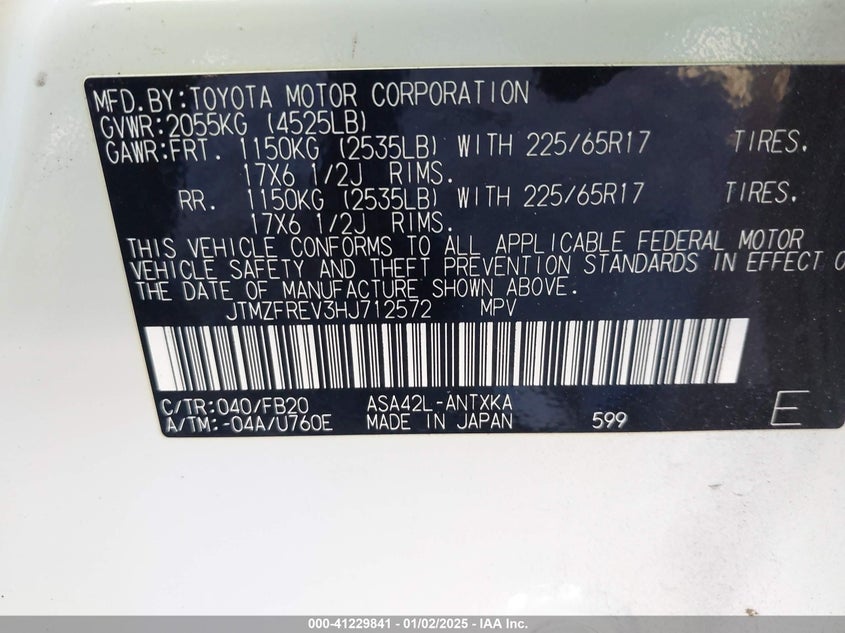 MFD.BY:TOYOTA MOTOR CORPORATION
GVWR:2055KG (4525LB)
GAWR:FRT. 1150KG (2535LB) WITH 225/65R17 TIRES.
17X6 1/2J RIMS.
RR. 1150KG (2535LB) WITH 225/65R17 TIRES.
17X6 1/2J RIMS.
THIS VEHICLE CONFORMS TO ALL APPLICABLE FEDERAL MOTOR
VEHICLE SAFETY AND THEFT PREVENTION STANDARDS IN EFFECT O
THE DATE OF MANUFACTURE SHOWN ABOVE.
JTMZFREV3HJ712572 MPV
C/TR:040/FB20 ASA42L-ANTXKA
A/TM:-04A/U760E MADE IN JAPAN 599 E
000-41229841 - 01/02/2025 - IAA Inc.